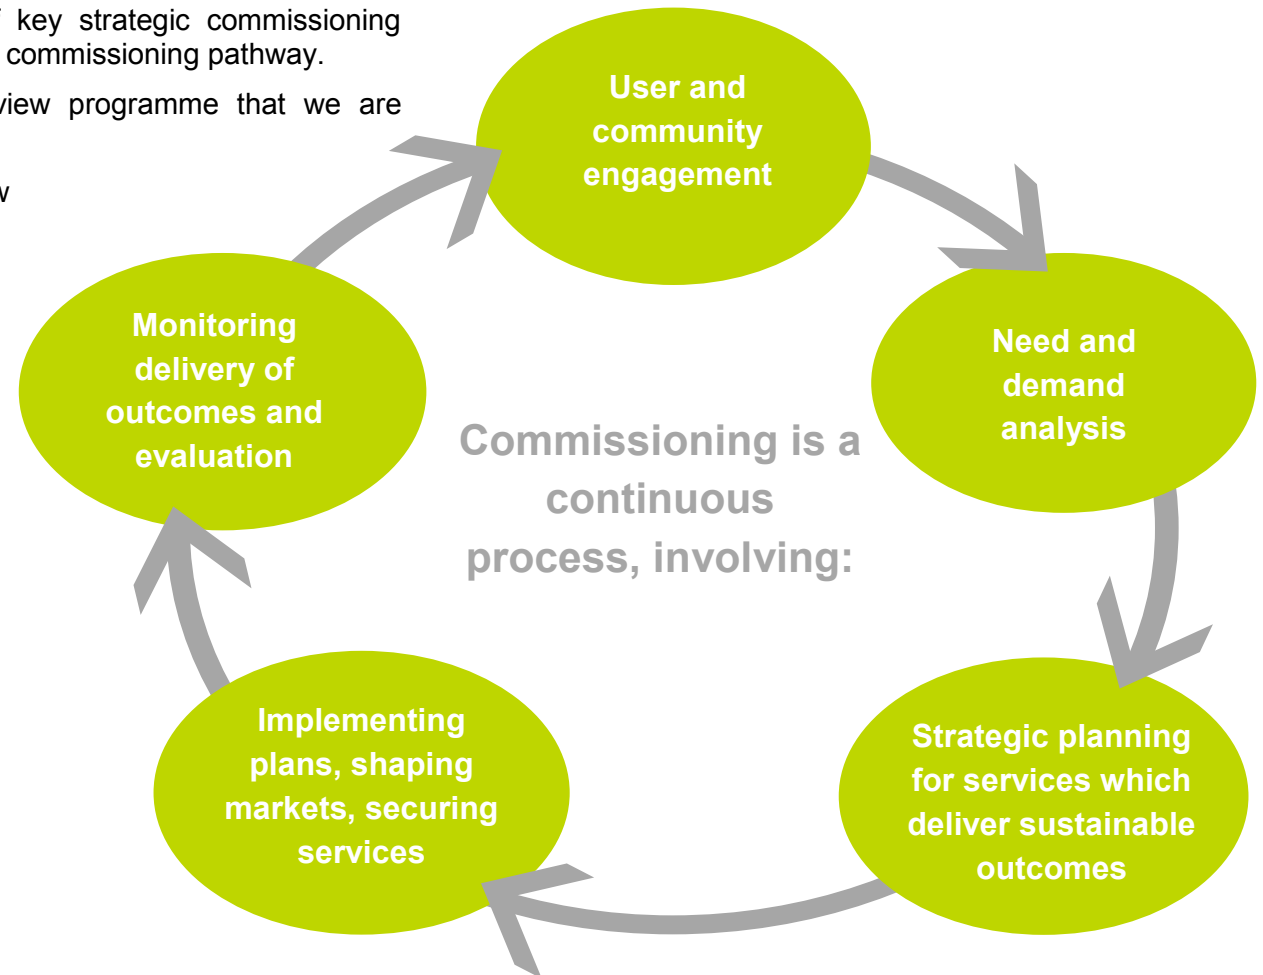 key strategic commissioning
commissioning pathway.
view programme that we are
w
User and
community
engagement
Need and
demand
analysis
Strategic planning
for services which
deliver sustainable
outcomes
Implementing
plans, shaping
markets, securing
services
Monitoring
delivery of
outcomes and
evaluation
Commissioning is a
continuous
process, involving: